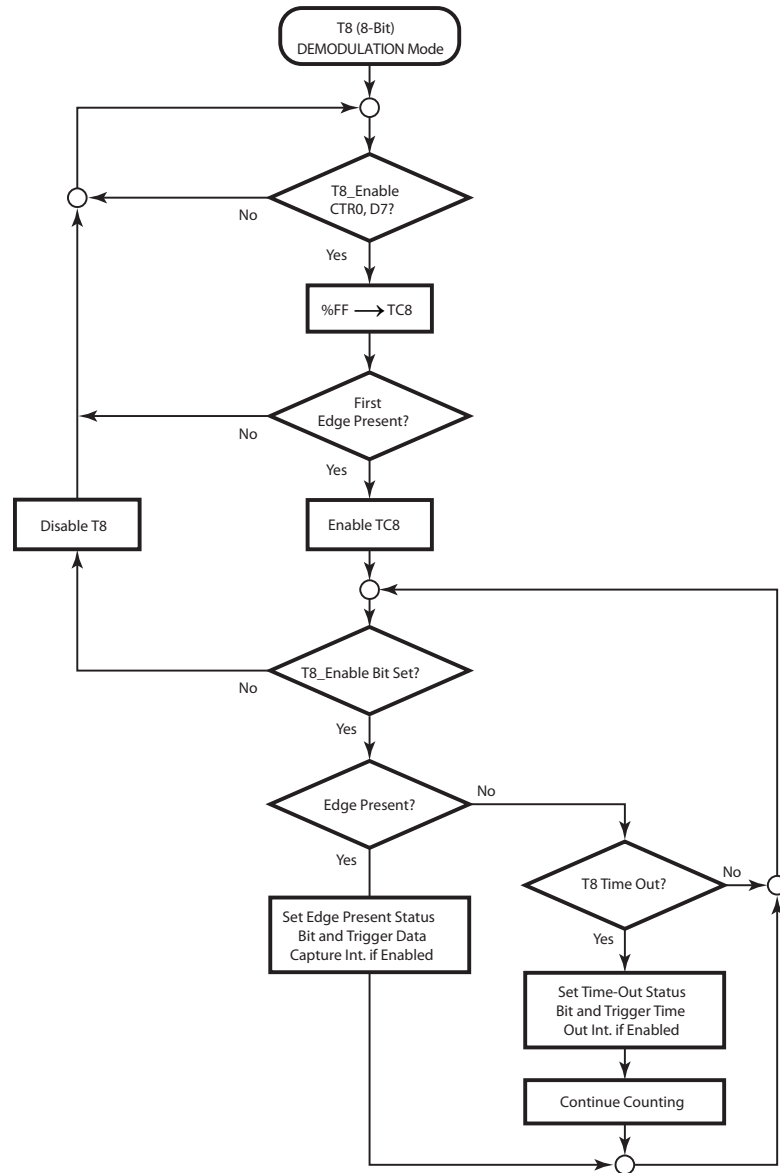 T8 (8-Bit)
DEMODULATION Mode
T8_Enable
CTR0, D7?
No
Yes
%FF → TC8
First
Edge Present?
No
Yes
Disable T8
Enable TC8
T8_Enable Bit Set?
No
Yes
Edge Present?
No
Yes
T8 Time Out?
No
Yes
Set Edge Present Status
Bit and Trigger Data
Capture Int. if Enabled
Set Time-Out Status
Bit and Trigger Time
Out Int. if Enabled
Continue Counting